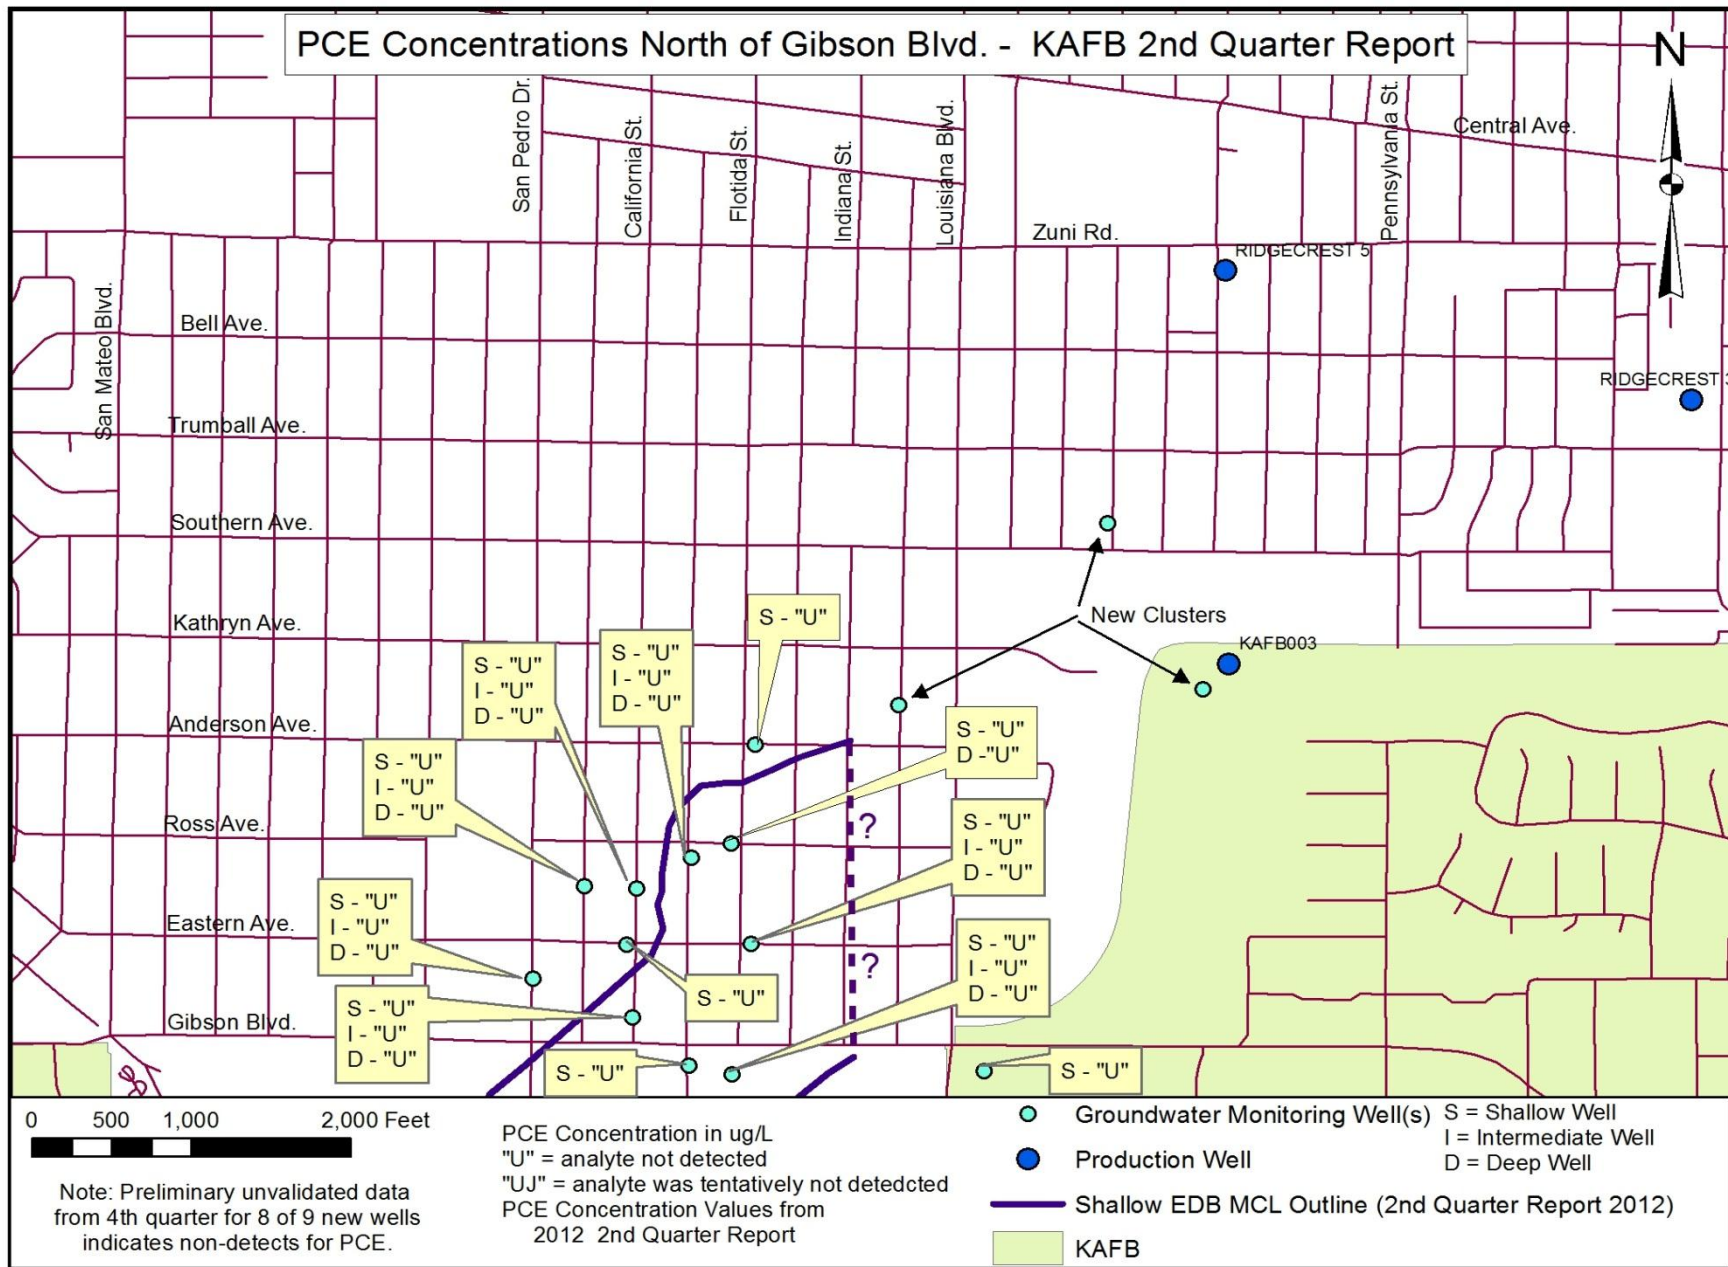 PCE Concentrations North of Gibson Blvd. - KAFB 2nd Quarter Report
N
San Pedro Dr.
California St.
Flotida St.
Indiana St.
Louisiana Blvd.
Pennsylvania St.
Central Ave.
Zuni Rd.
RIDGECREST 5
San Mateo Blvd.
Bell Ave.
RIDGECREST 3
Trumball Ave.
Southern Ave.
New Clusters
Kathryn Ave.
KAFB003
S - "U"
S - "U"
I - "U"
D - "U"
S - "U"
I - "U"
D - "U"
Anderson Ave.
S - "U"
D -"U"
S - "U"
I - "U"
D - "U"
Ross Ave.
?
S - "U"
I - "U"
D - "U"
S - "U"
I - "U"
D - "U"
Eastern Ave.
?
S - "U"
I - "U"
D - "U"
S - "U"
S - "U"
I - "U"
D - "U"
Gibson Blvd.
S - "U"
S - "U"
0 500 1,000 2,000 Feet
Note: Preliminary unvalidated data
from 4th quarter for 8 of 9 new wells
indicates non-detects for PCE.
PCE Concentration in ug/L
"U" = analyte not detected
"UJ" = analyte was tentatively not detedcted
PCE Concentration Values from
2012 2nd Quarter Report
Groundwater Monitoring Well(s)
Production Well
Shallow EDB MCL Outline (2nd Quarter Report 2012)
KAFB
S = Shallow Well
I = Intermediate Well
D = Deep Well